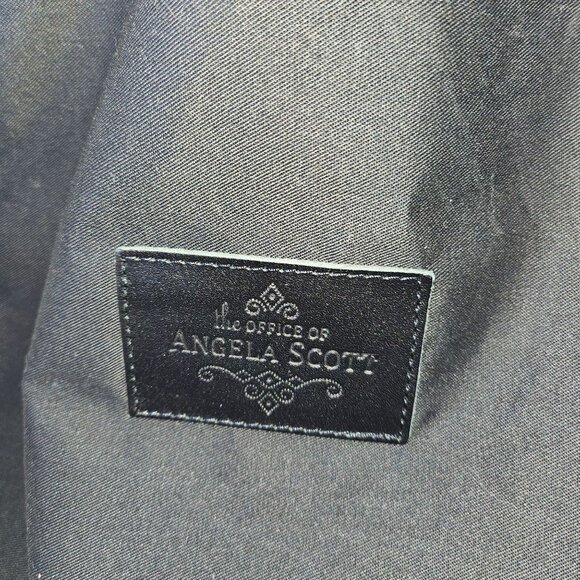 the OFFICE OF
ANGELA SCOTT